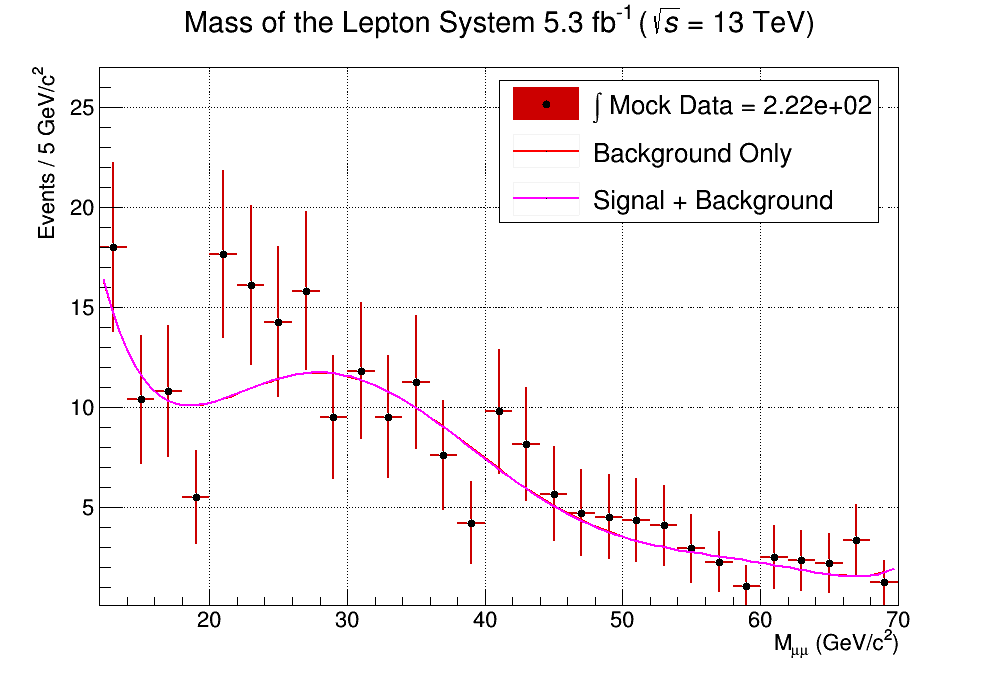 Mass of the Lepton System 5.3 fb⁻¹ (√s = 13 TeV)
Events / 5 GeV/c²
25
20
15
10
5
∫ Mock Data = 2.22e+02
Background Only
Signal + Background
20 30 40 50 60 70
Mμμ (GeV/c²)